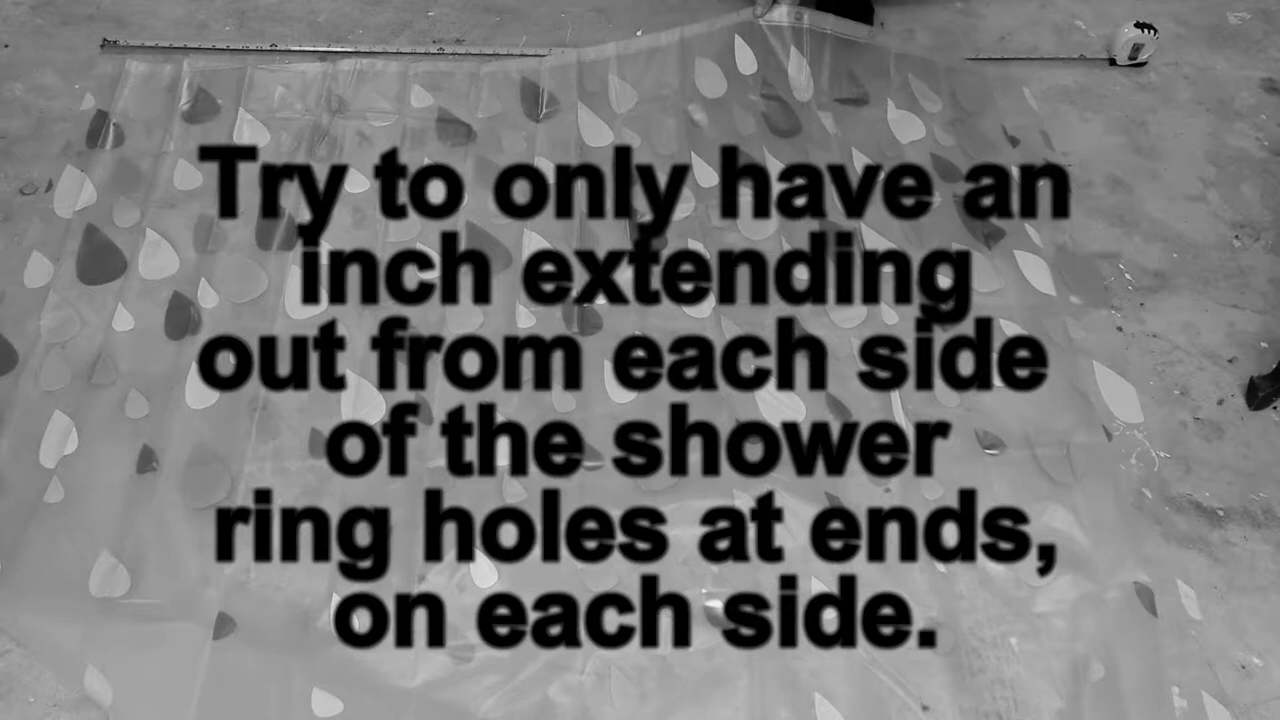 Try to only have an
inch extending
out from each side
of the shower
ring holes at ends,
on each side.